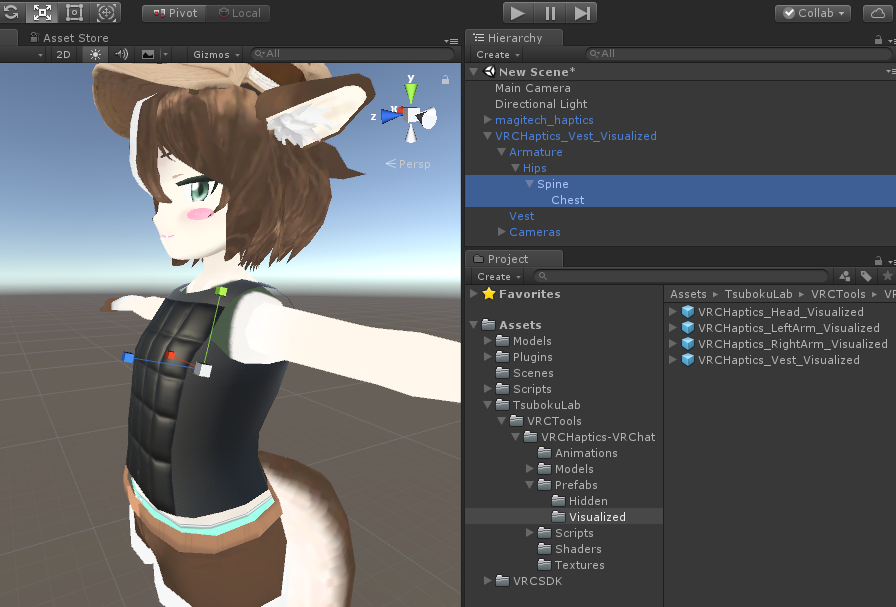 Pivot Local Collab
Asset Store
2D Gizmos All
y
x
z
Persp
Hierarchy
Create All
New Scene*
Main Camera
Directional Light
magitech_haptics
VRCHaptics_Vest_Visualized
Armature
Hips
Spine
Chest
Vest
Cameras
Project
Create
Favorites
Assets
Models
Plugins
Scenes
Scripts
TsubokuLab
VRCTools
VRCHaptics-VRChat
Animations
Models
Prefabs
Hidden
Visualized
Scripts
Shaders
Textures
VRCSDK
Assets TsubokuLab VRCTools VR
VRCHaptics_Head_Visualized
VRCHaptics_LeftArm_Visualized
VRCHaptics_RightArm_Visualized
VRCHaptics_Vest_Visualized